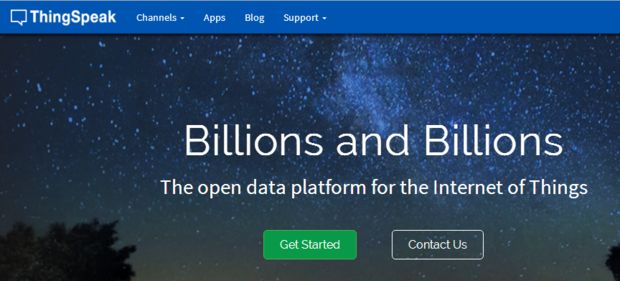 ThingSpeak
Channels Apps Blog Support
Billions and Billions
The open data platform for the Internet of Things
Get Started Contact Us